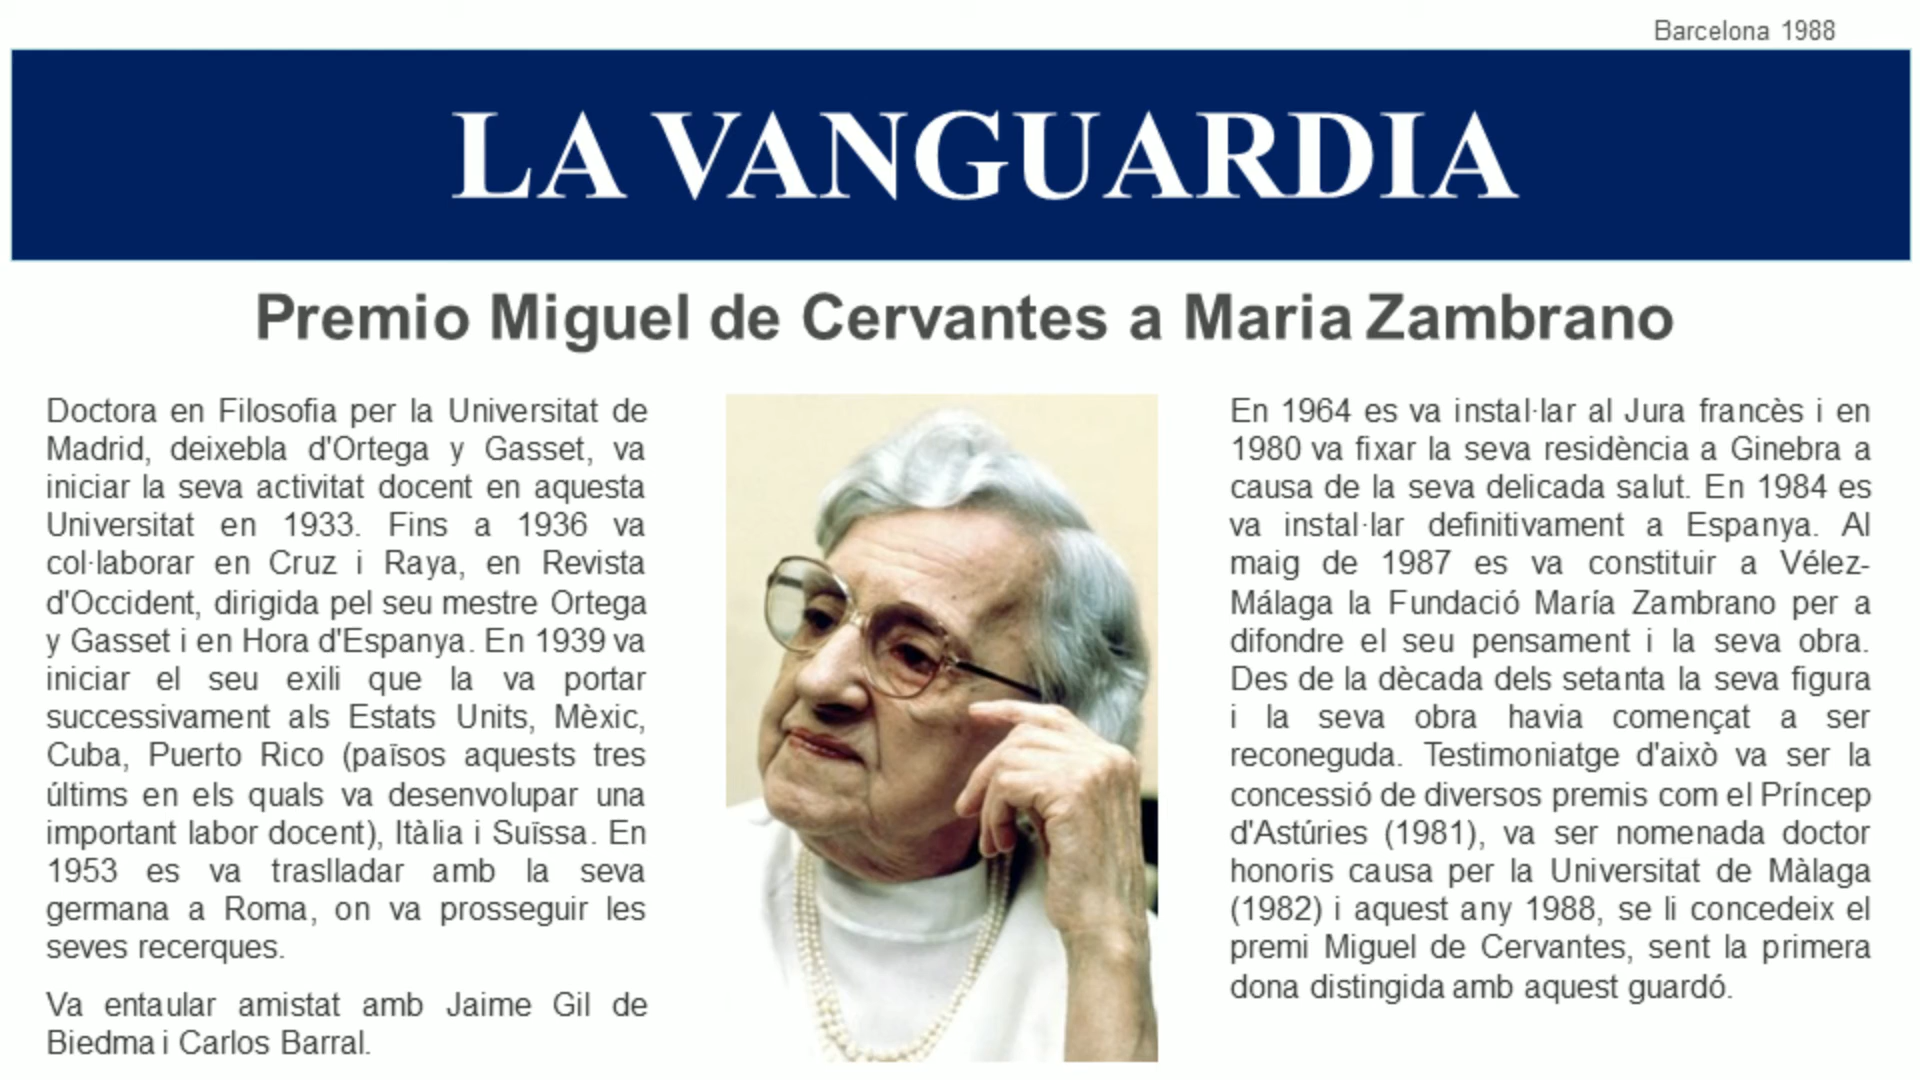 Barcelona 1988
LA VANGUARDIA
Premio Miguel de Cervantes a Maria Zambrano
Doctora en Filosofia per la Universitat de
Madrid, deixebla d'Ortega y Gasset, va
iniciar la seva activitat docent en aquesta
Universitat en 1933. Fins a 1936 va
col·laborar en Cruz i Raya, en Revista
d'Occident, dirigida pel seu mestre Ortega
y Gasset i en Hora d'Espanya. En 1939 va
iniciar el seu exili que la va portar
successivament als Estats Units, Mèxic,
Cuba, Puerto Rico (països aquests tres
últims en els quals va desenvolupar una
important labor docent), Itàlia i Suïssa. En
1953 es va traslladar amb la seva
germana a Roma, on va prosseguir les
seves recerques.
Va entaular amistat amb Jaime Gil de
Biedma i Carlos Barral.
En 1964 es va instal·lar al Jura francès i en
1980 va fixar la seva residència a Ginebra a
causa de la seva delicada salut. En 1984 es
va instal·lar definitivament a Espanya. Al
maig de 1987 es va constituir a Vélez-
Málaga la Fundació María Zambrano per a
difondre el seu pensament i la seva obra.
Des de la dècada dels setanta la seva figura
i la seva obra havia començat a ser
reconeguda. Testimoniatge d'això va ser la
concessió de diversos premis com el Príncep
d'Astúries (1981), va ser nomenada doctor
honoris causa per la Universitat de Màlaga
(1982) i aquest any 1988, se li concedeix el
premi Miguel de Cervantes, sent la primera
dona distingida amb aquest guardó.